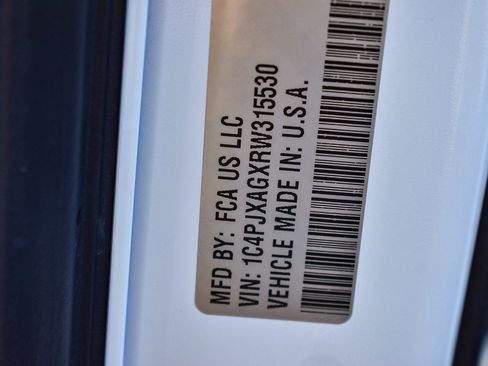 MFD BY: FCA US LLC
VIN: 1C4PJXAGXRW315530
VEHICLE MADE IN: U.S.A.